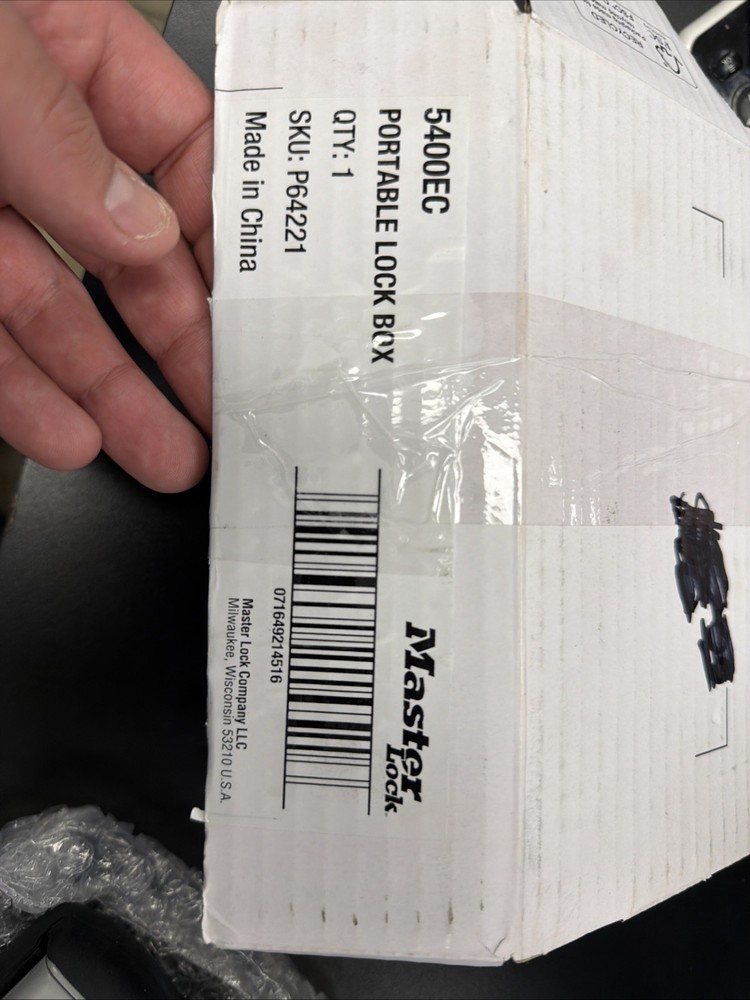 5400EC
PORTABLE LOCK BOX
QTY: 1
SKU: P64221
Made in China
Master
Lock
071649214516
Master Lock Company LLC
Milwaukee, Wisconsin 53210 U.S.A.
RECYCLED